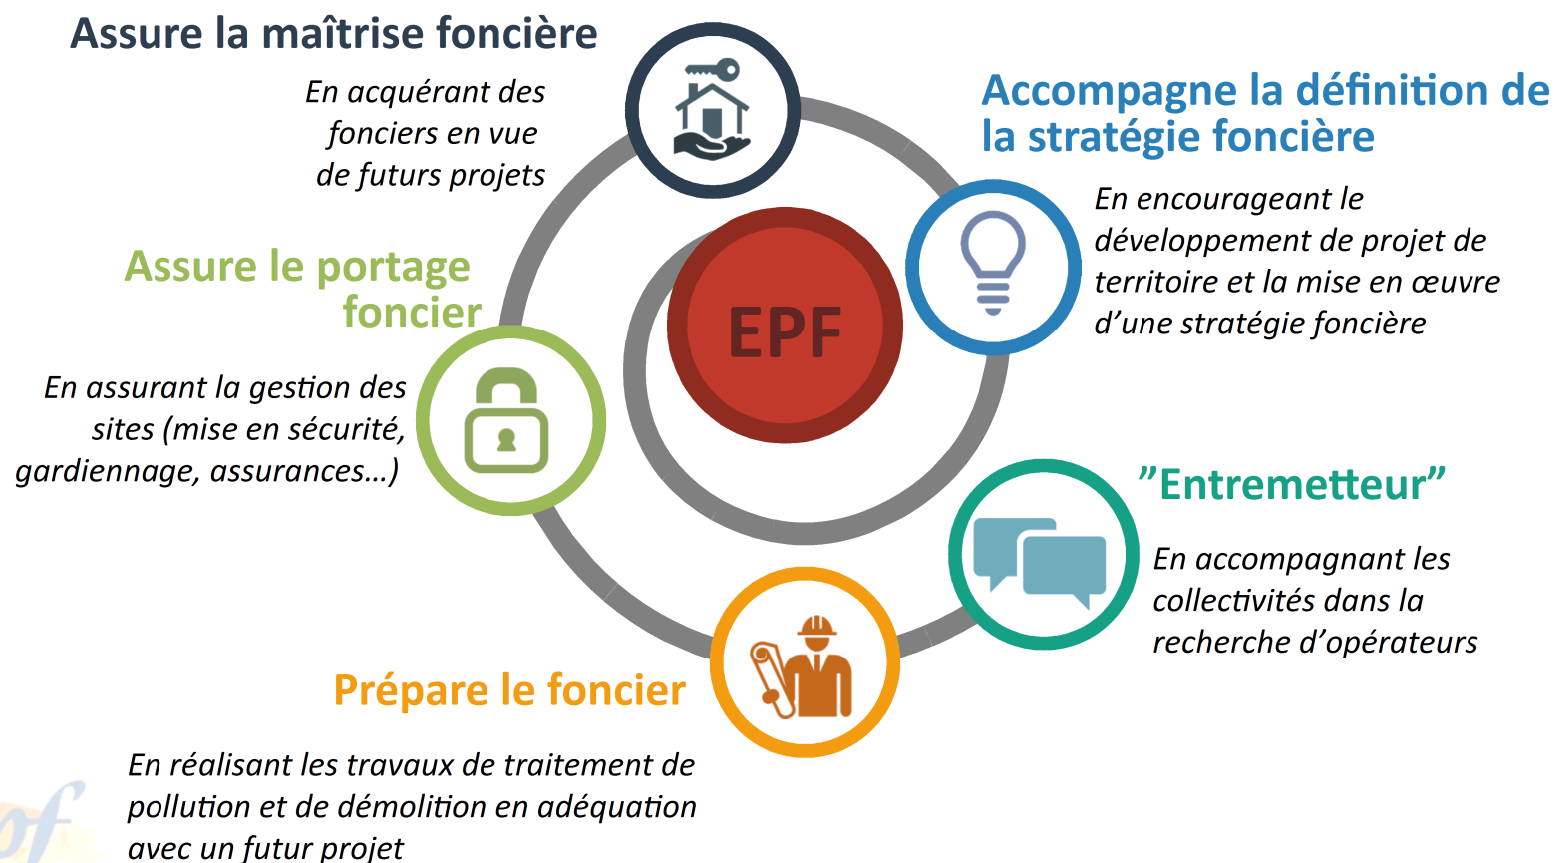 Assure la maîtrise foncière
En acquérant des
fonciers en vue
de futurs projets
Accompagne la définition de
la stratégie foncière
En encourageant le
développement de projet de
territoire et la mise en œuvre
d’une stratégie foncière
Assure le portage
foncier
En assurant la gestion des
sites (mise en sécurité,
gardiennage, assurances…)
EPF
”Entremetteur”
En accompagnant les
collectivités dans la
recherche d’opérateurs
Prépare le foncier
En réalisant les travaux de traitement de
pollution et de démolition en adéquation
avec un futur projet